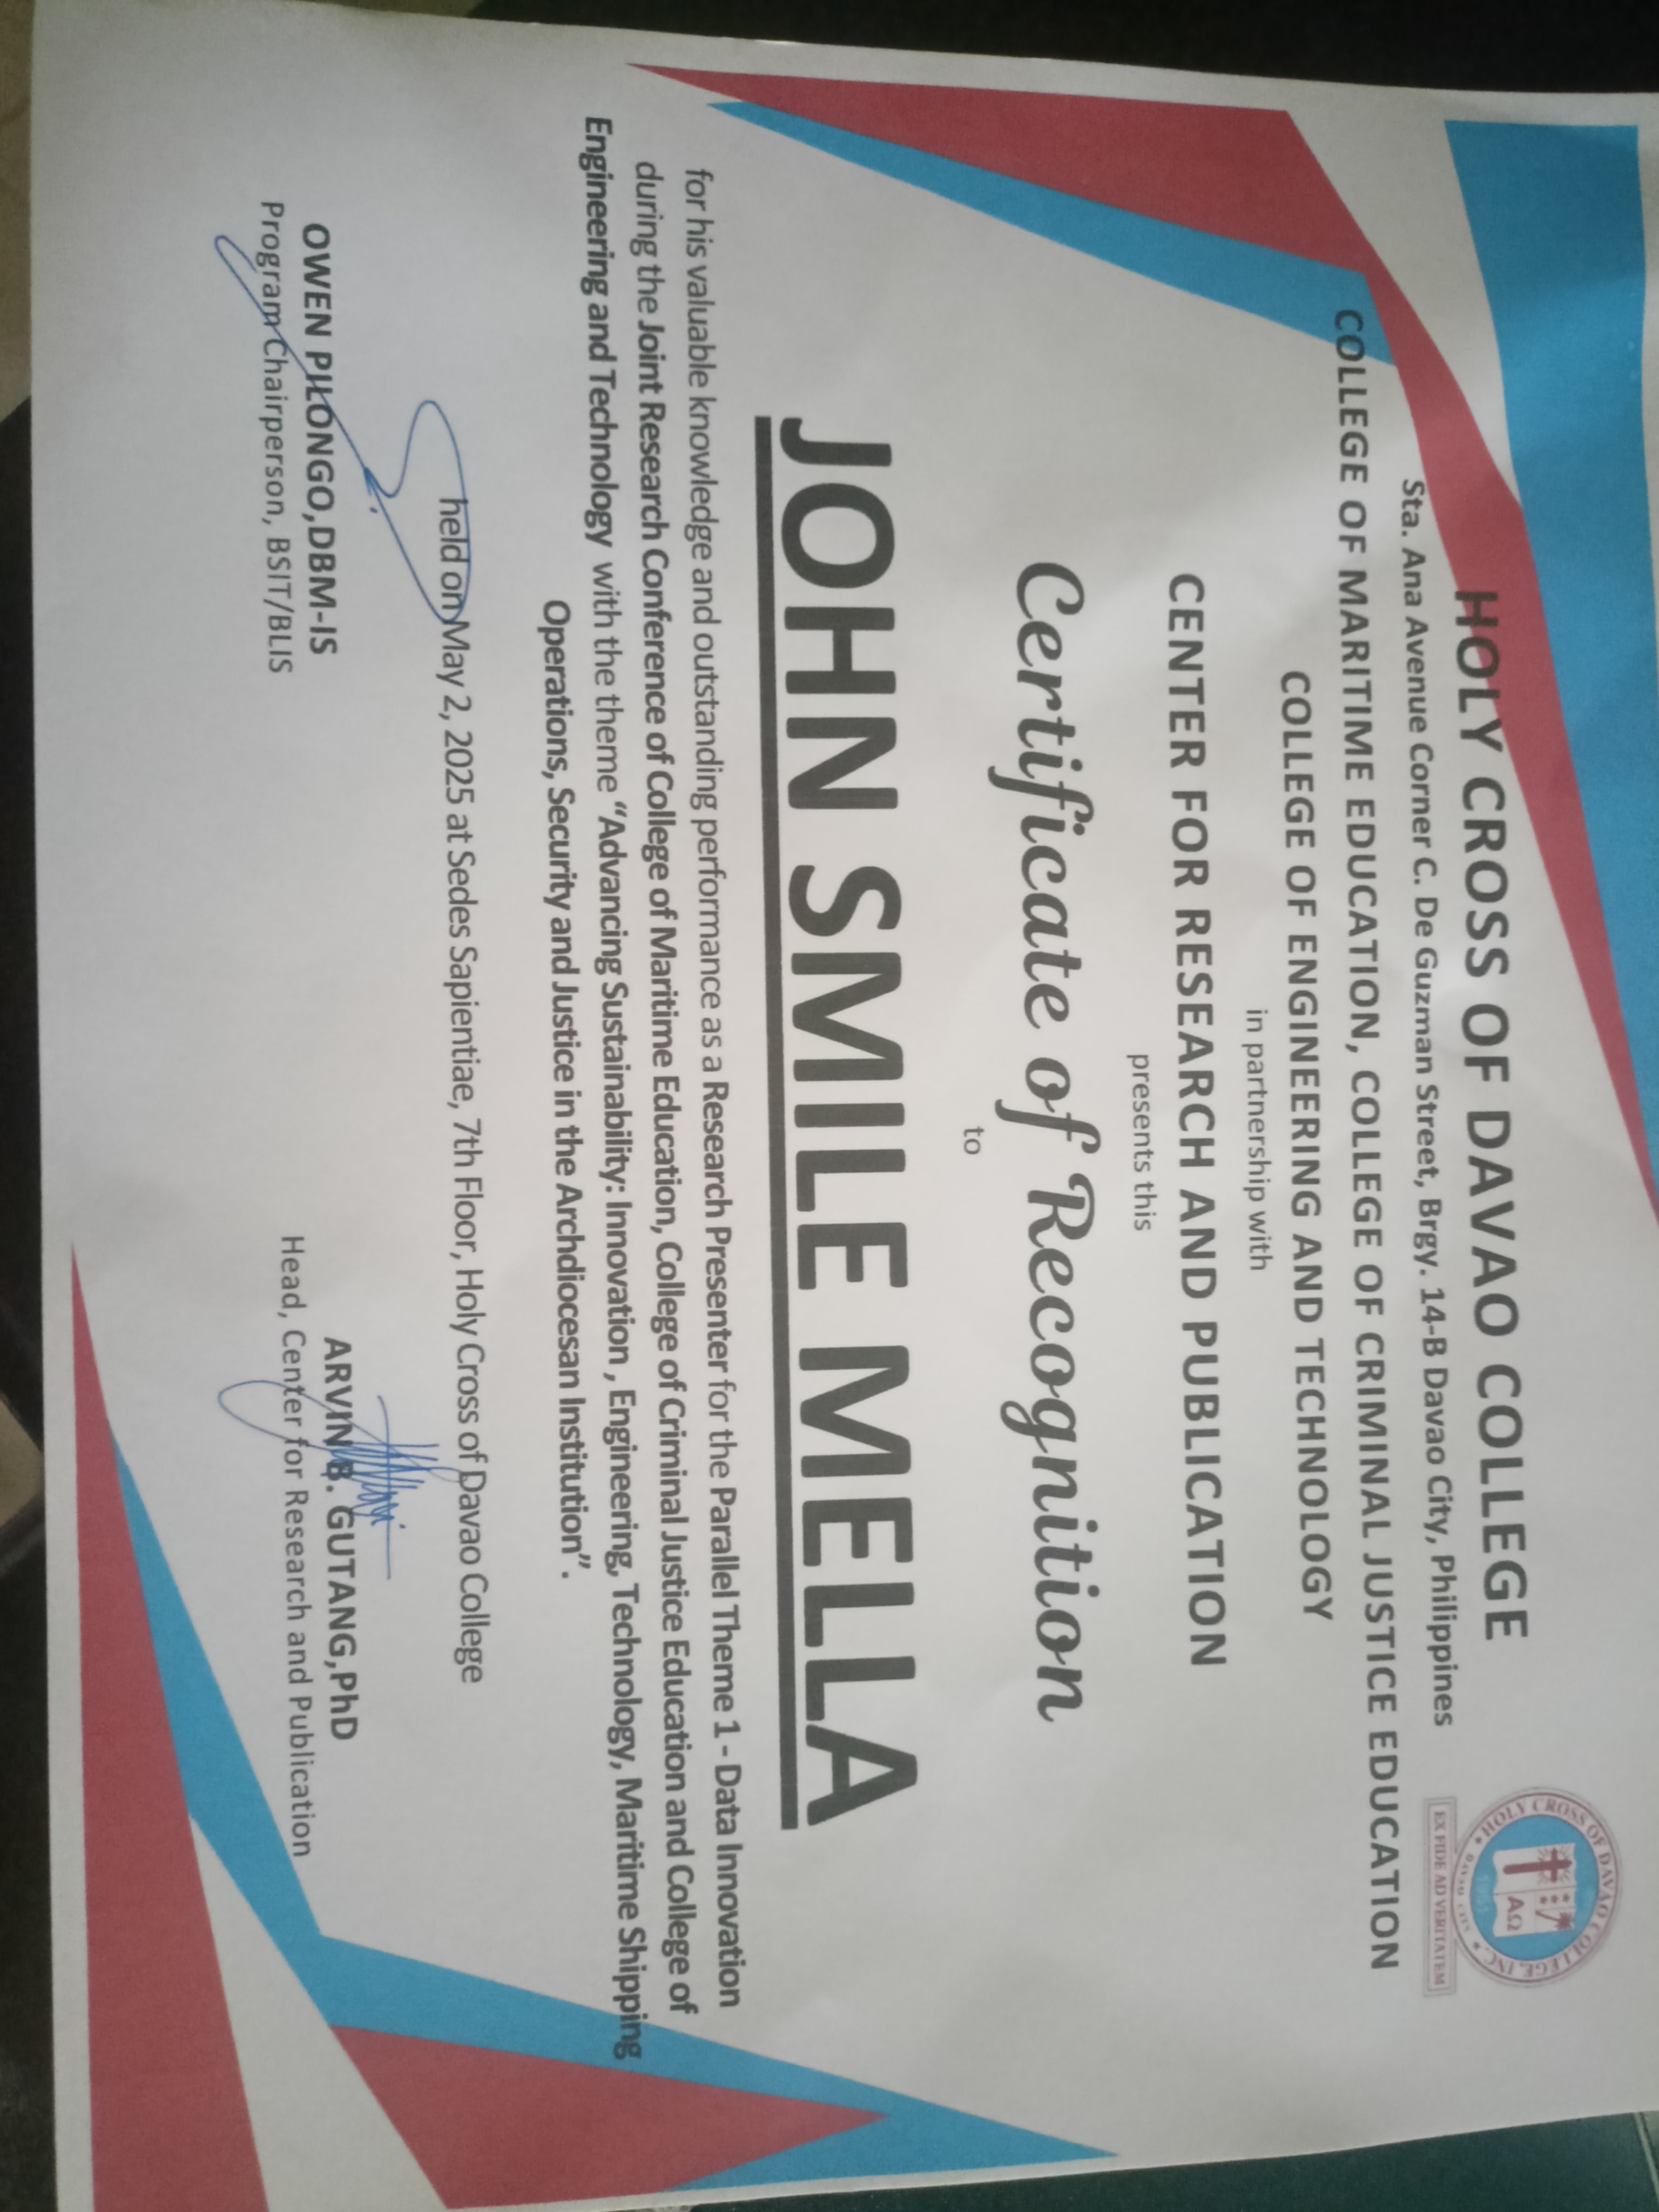 HOLY CROSS OF DAVAO COLLEGE
Sta. Ana Avenue Corner C. De Guzman Street, Brgy. 14-B Davao City, Philippines
HOLY CROSS OF DAVAO COLLEGE, INC.
ΑΩ
1951
DAVAO CITY
EX FIDE AD VERITATEM
COLLEGE OF MARITIME EDUCATION, COLLEGE OF CRIMINAL JUSTICE EDUCATION
COLLEGE OF ENGINEERING AND TECHNOLOGY
in partnership with
CENTER FOR RESEARCH AND PUBLICATION
presents this
Certificate of Recognition
to
JOHN SMILE MELLA
for his valuable knowledge and outstanding performance as a Research Presenter for the Parallel Theme 1 - Data Innovation
during the Joint Research Conference of College of Maritime Education, College of Criminal Justice Education and College of
Engineering and Technology with the theme “Advancing Sustainability: Innovation , Engineering, Technology, Maritime Shipping
Operations, Security and Justice in the Archdiocesan Institution”.
held on May 2, 2025 at Sedes Sapientiae, 7th Floor, Holy Cross of Davao College
OWEN PILONGO,DBM-IS
Program Chairperson, BSIT/BLIS
ARVIN B. GUTANG,PhD
Head, Center for Research and Publication